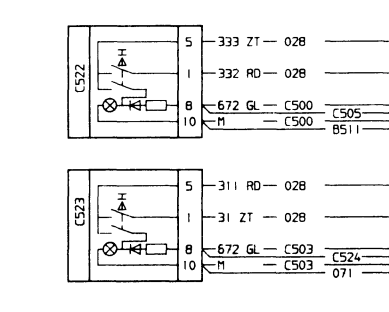 C522
5 333 ZT 028
1 332 RD 028
8 672 GL C500
C505
10 M C500
B511
C523
5 311 RD 028
1 31 ZT 028
8 672 GL C503
C524
10 M C503
071